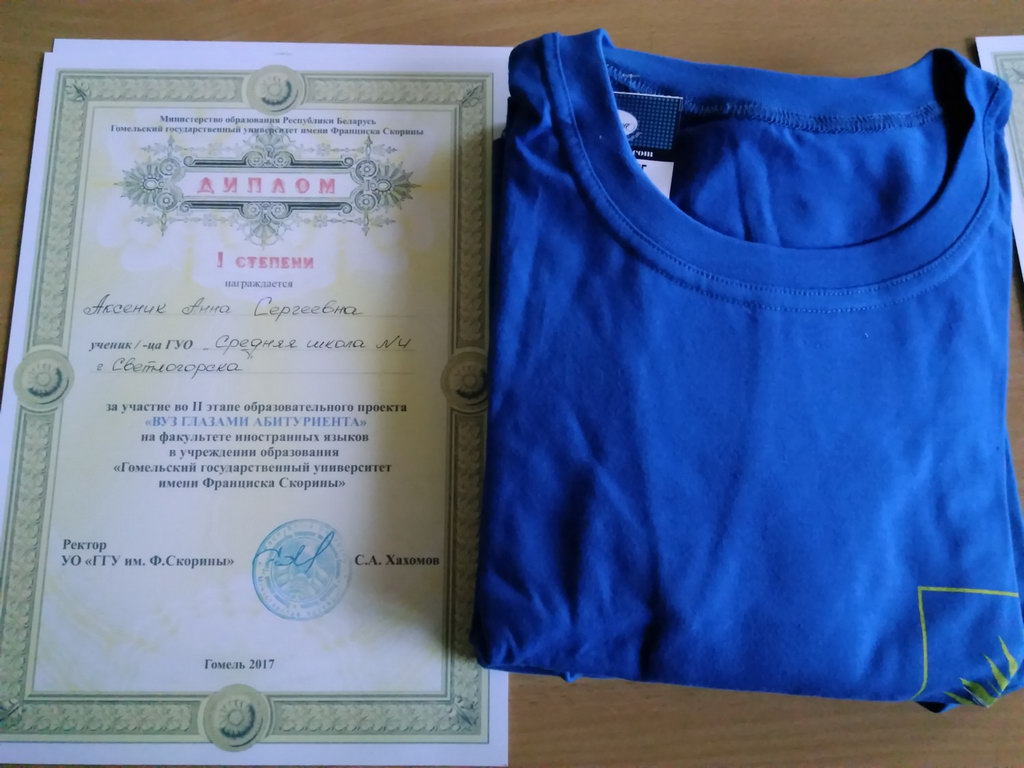 Министерство образования Республики Беларусь
Гомельский государственный университет имени Франциска Скорины
ДИПЛОМ
I СТЕПЕНИ
награждается
Аксеник Анна Сергеевна
ученик / -ца ГУО Средняя школа №4
г Светлогорска
за участие во II этапе образовательного проекта
«ВУЗ ГЛАЗАМИ АБИТУРИЕНТА»
на факультете иностранных языков
в учреждении образования
«Гомельский государственный университет
имени Франциска Скорины»
Ректор
УО «ГГУ им. Ф.Скорины» С.А. Хахомов
Гомель 2017